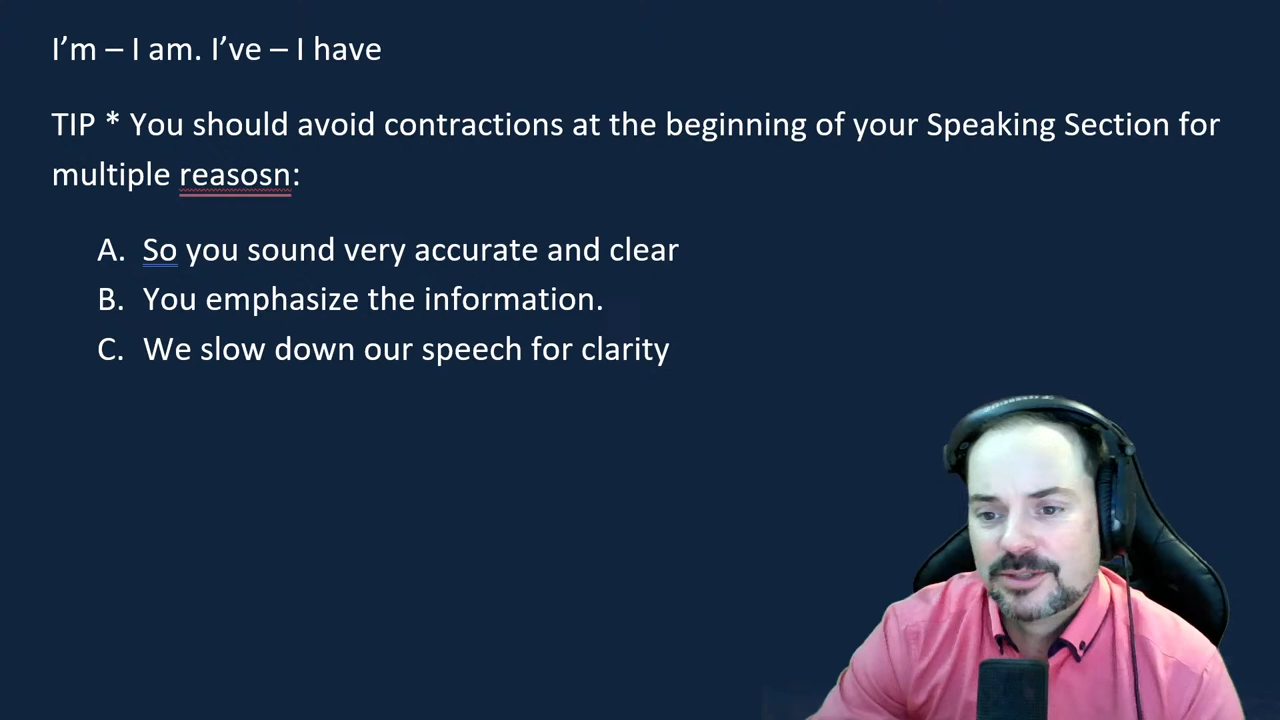 I’m – I am. I’ve – I have
TIP * You should avoid contractions at the beginning of your Speaking Section for
multiple reasosn:
A. So you sound very accurate and clear
B. You emphasize the information.
C. We slow down our speech for clarity